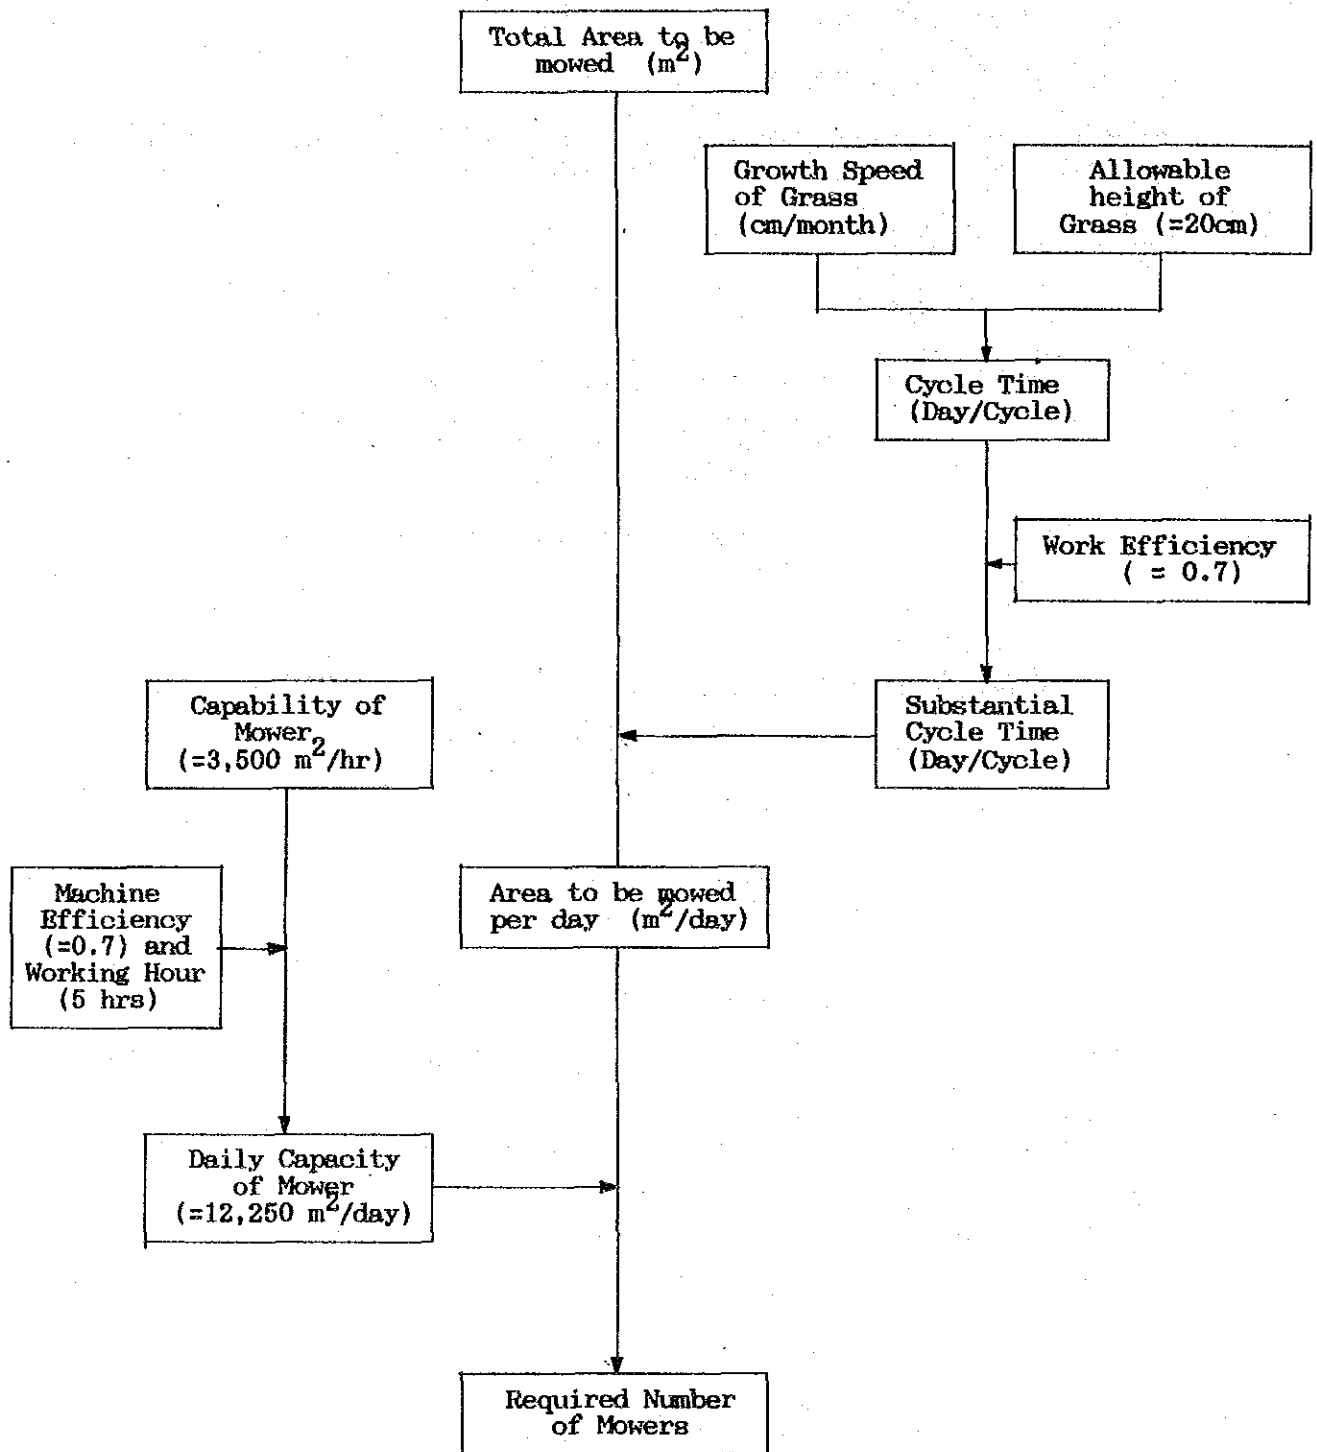 Total Area to be
mowed (m²)
Growth Speed
of Grass
(cm/month)
Allowable
height of
Grass (=20cm)
Cycle Time
(Day/Cycle)
Work Efficiency
( = 0.7)
Capability of
Mower
(=3,500 m²/hr)
Substantial
Cycle Time
(Day/Cycle)
Machine
Efficiency
(=0.7) and
Working Hour
(5 hrs)
Area to be mowed
per day (m²/day)
Daily Capacity
of Mower
(=12,250 m²/day)
Required Number
of Mowers